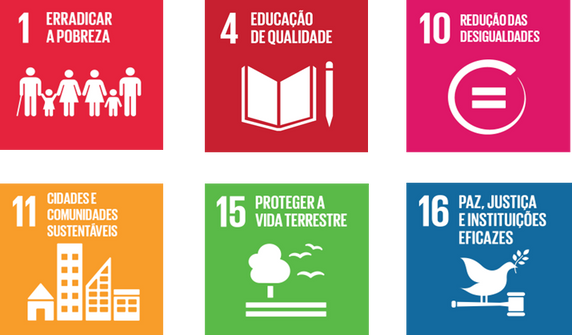 1 ERRADICAR
A POBREZA
4 EDUCAÇÃO
DE QUALIDADE
10 REDUÇÃO DAS
DESIGUALDADES
11 CIDADES E
COMUNIDADES
SUSTENTÁVEIS
15 PROTEGER A
VIDA TERRESTRE
16 PAZ, JUSTIÇA
E INSTITUIÇÕES
EFICAZES